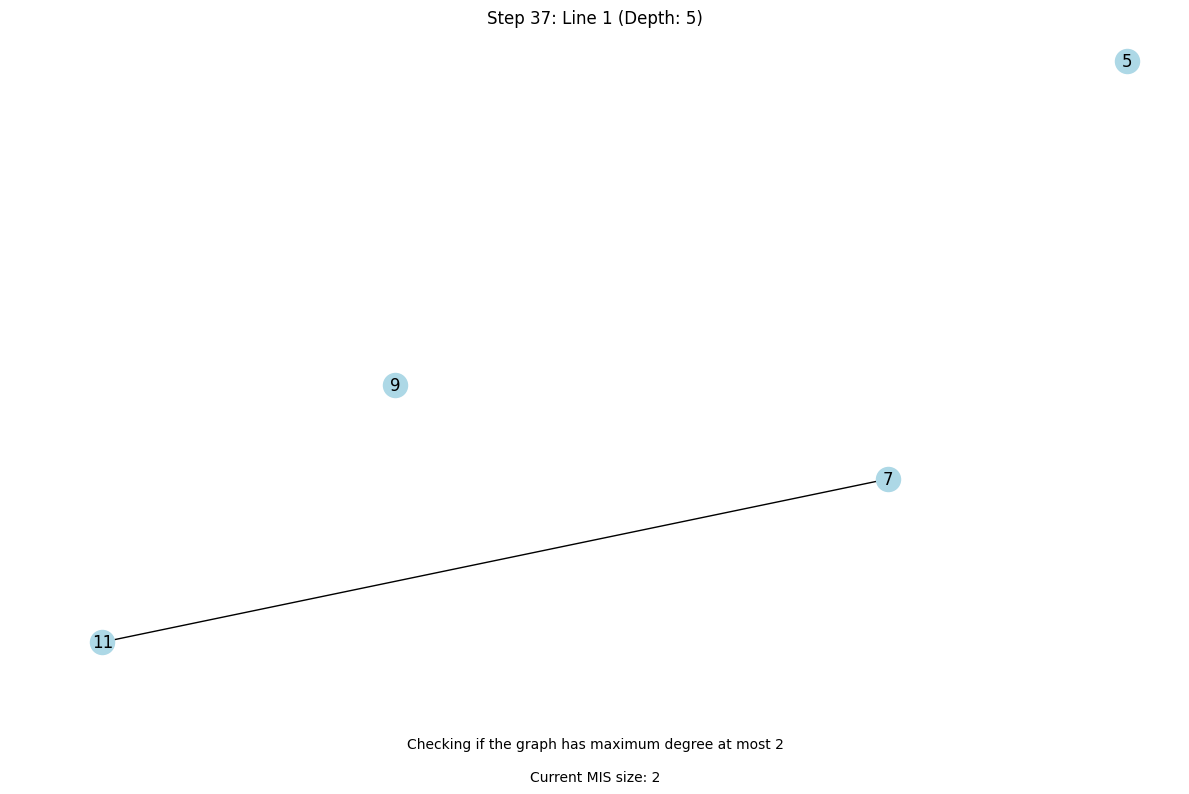 Step 37: Line 1 (Depth: 5)
5
9
7
11
Checking if the graph has maximum degree at most 2
Current MIS size: 2